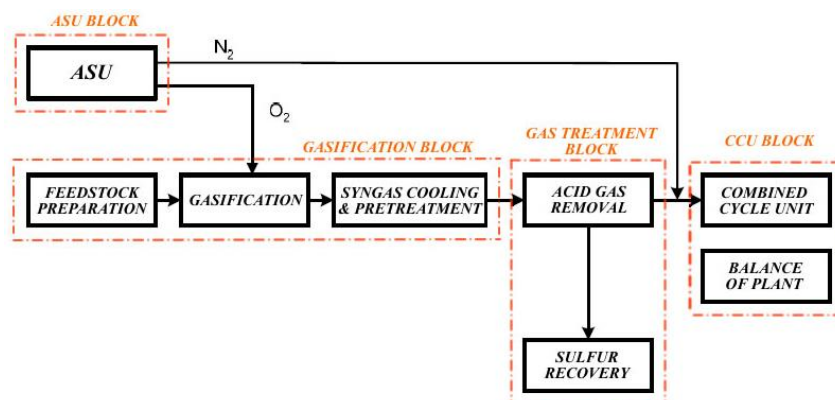 ASU BLOCK
ASU
N2
O2
GASIFICATION BLOCK
GAS TREATMENT
BLOCK
CCU BLOCK
FEEDSTOCK
PREPARATION
GASIFICATION
SYNGAS COOLING
& PRETREATMENT
ACID GAS
REMOVAL
COMBINED
CYCLE UNIT
BALANCE
OF PLANT
SULFUR
RECOVERY